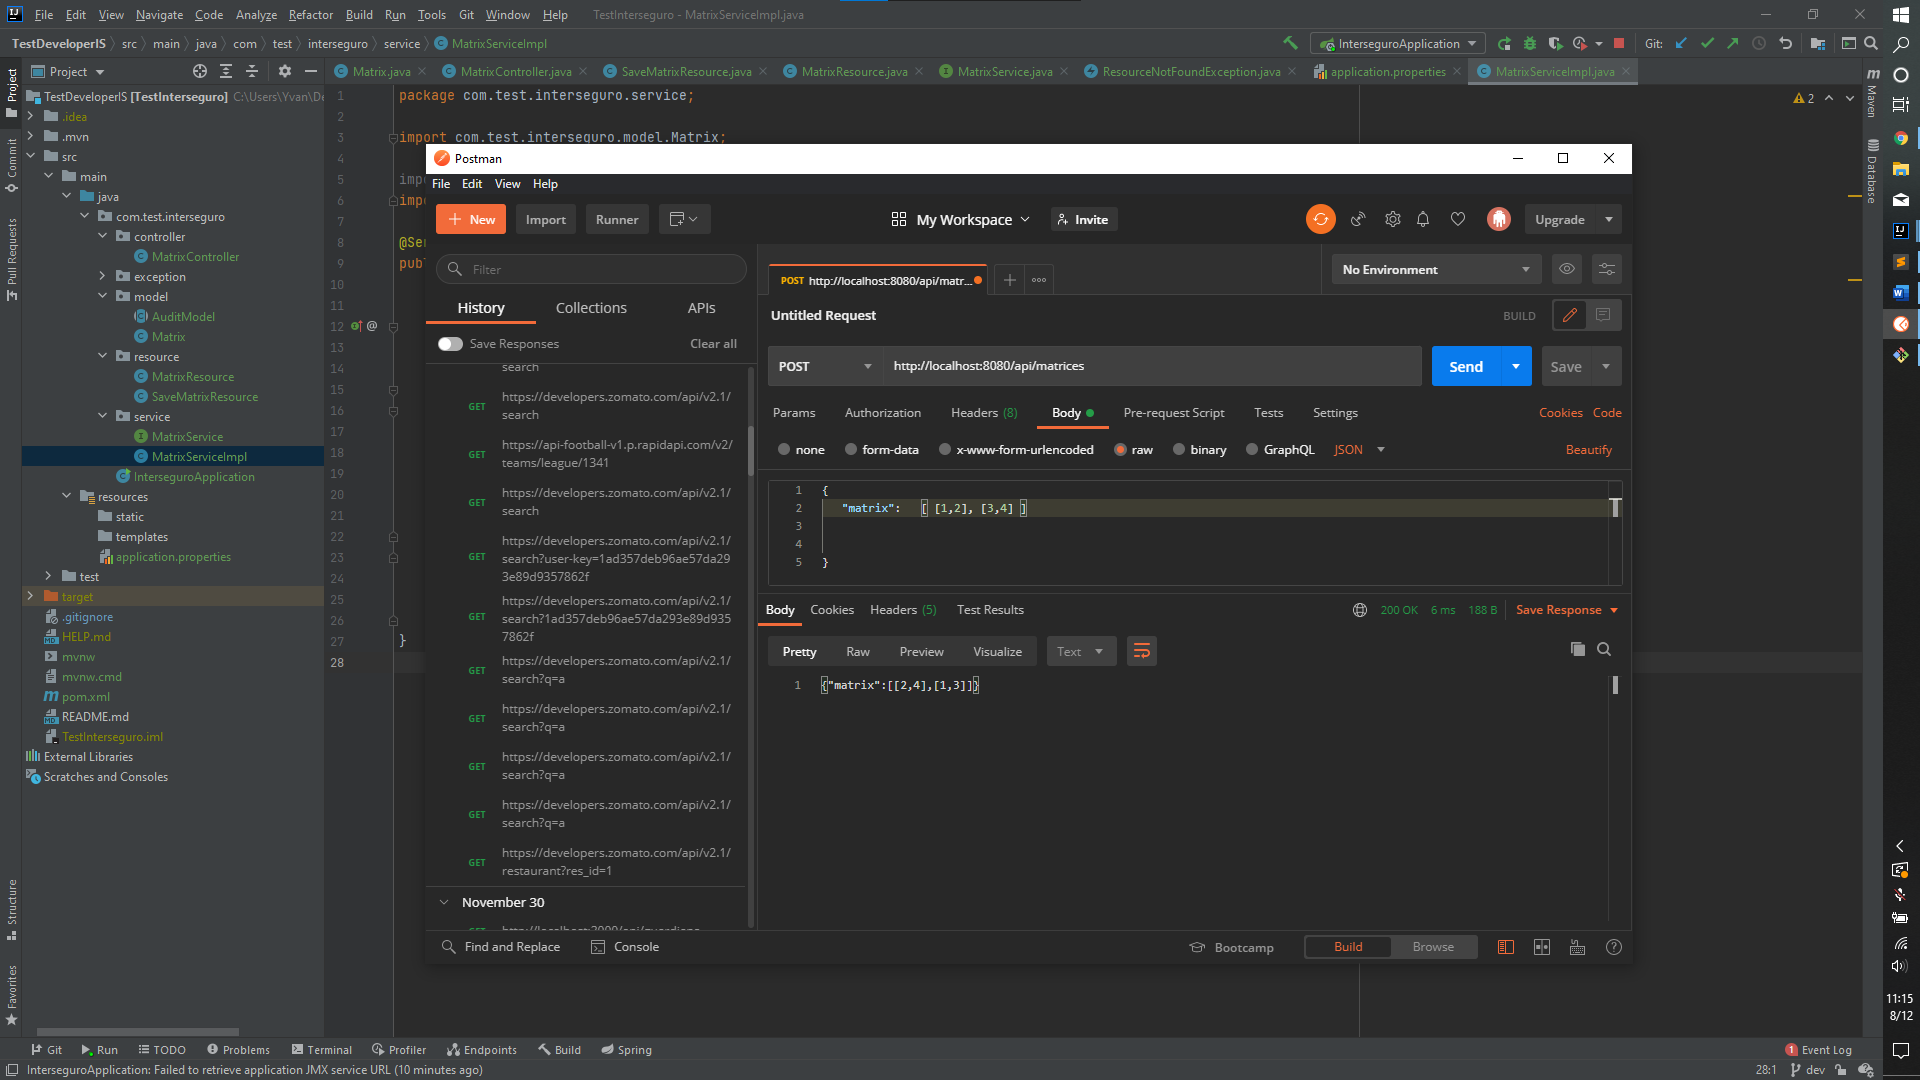 File Edit View Navigate Code Analyze Refactor Build Run Tools Git Window Help TestInterseguro - MatrixServiceImpl.java
TestDeveloperIS src main java com test interseguro service MatrixServiceImpl InterseguroApplication Git:
Project Matrix.java MatrixController.java SaveMatrixResource.java MatrixResource.java MatrixService.java ResourceNotFoundException.java application.properties MatrixServiceImpl.java
TestDeveloperIS [TestInterseguro] C:\Users\Yvan\De
.idea
.mvn
src
main
java
com.test.interseguro
controller
MatrixController
exception
model
AuditModel
Matrix
resource
MatrixResource
SaveMatrixResource
service
MatrixService
MatrixServiceImpl
InterseguroApplication
resources
static
templates
application.properties
test
target
.gitignore
HELP.md
mvnw
mvnw.cmd
pom.xml
README.md
TestInterseguro.iml
External Libraries
Scratches and Consoles
Project
Commit
Pull Requests
Structure
Favorites
1 package com.test.interseguro.service;
2
3 import com.test.interseguro.model.Matrix;
4
5 impo
6 impo
7
8 @Ser
9 publ
10
11
12
13
14
15
16
17
18
19
20
21
22
23
24
25
26
27 }
28
2
Maven
Database
Postman
File Edit View Help
New Import Runner My Workspace Invite Upgrade
Filter
History Collections APIs
Save Responses Clear all
search
GET https://developers.zomato.com/api/v2.1/
search
GET https://api-football-v1.p.rapidapi.com/v2/
teams/league/1341
GET https://developers.zomato.com/api/v2.1/
search
GET https://developers.zomato.com/api/v2.1/
search?user-key=1ad357deb96ae57da29
3e89d9357862f
GET https://developers.zomato.com/api/v2.1/
search?1ad357deb96ae57da293e89d935
7862f
GET https://developers.zomato.com/api/v2.1/
search?q=a
GET https://developers.zomato.com/api/v2.1/
search?q=a
GET https://developers.zomato.com/api/v2.1/
search?q=a
GET https://developers.zomato.com/api/v2.1/
search?q=a
GET https://developers.zomato.com/api/v2.1/
restaurant?res_id=1
November 30
POST http://localhost:8080/api/matr... No Environment
Untitled Request BUILD
POST http://localhost:8080/api/matrices Send Save
Params Authorization Headers (8) Body Pre-request Script Tests Settings Cookies Code
none form-data x-www-form-urlencoded raw binary GraphQL JSON Beautify
1 {
2 "matrix": [ [1,2], [3,4] ]
3
4
5 }
Body Cookies Headers (5) Test Results 200 OK 6 ms 188 B Save Response
Pretty Raw Preview Visualize Text
1 {"matrix":[[2,4],[1,3]]}
Find and Replace Console Bootcamp Build Browse
11:15
8/12
Git Run TODO Problems Terminal Profiler Endpoints Build Spring 1 Event Log
InterseguroApplication: Failed to retrieve application JMX service URL (10 minutes ago) 28:1 dev